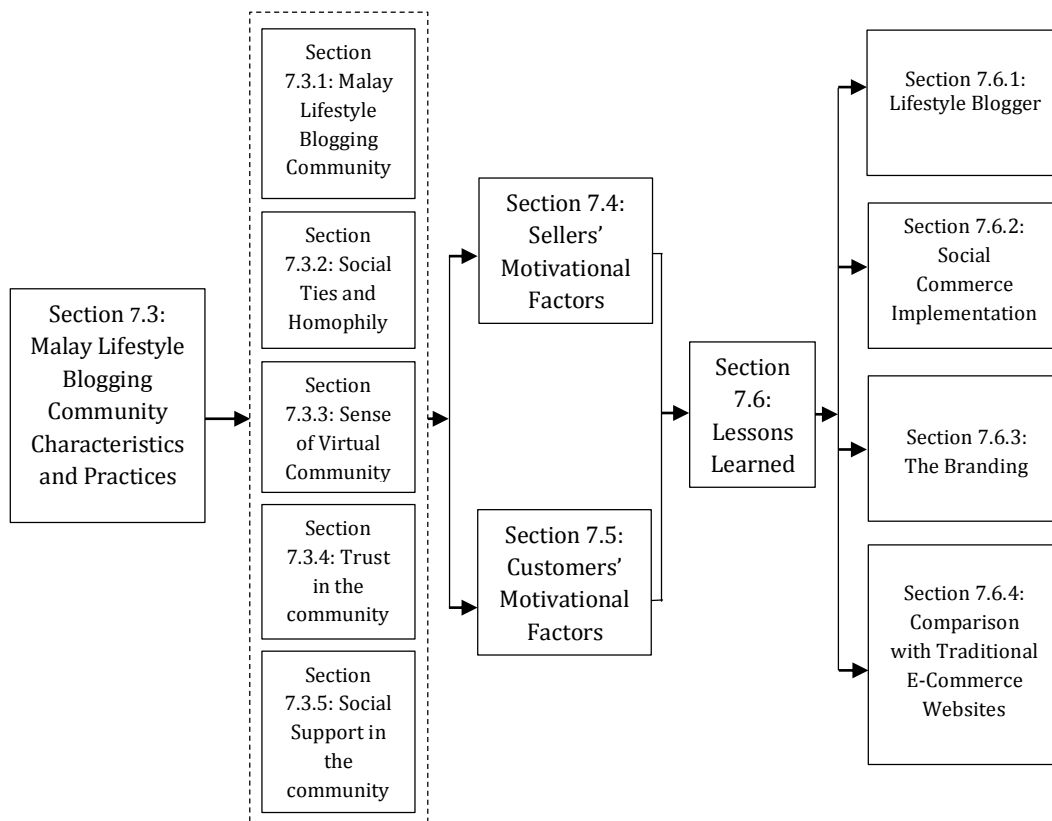 Section 7.3:
Malay Lifestyle
Blogging
Community
Characteristics
and Practices
Section
7.3.1: Malay
Lifestyle
Blogging
Community
Section
7.3.2: Social
Ties and
Homophily
Section
7.3.3: Sense
of Virtual
Community
Section
7.3.4: Trust
in the
community
Section
7.3.5: Social
Support in
the
community
Section 7.4:
Sellers’
Motivational
Factors
Section 7.5:
Customers’
Motivational
Factors
Section
7.6:
Lessons
Learned
Section 7.6.1:
Lifestyle Blogger
Section 7.6.2:
Social
Commerce
Implementation
Section 7.6.3:
The Branding
Section 7.6.4:
Comparison
with Traditional
E-Commerce
Websites